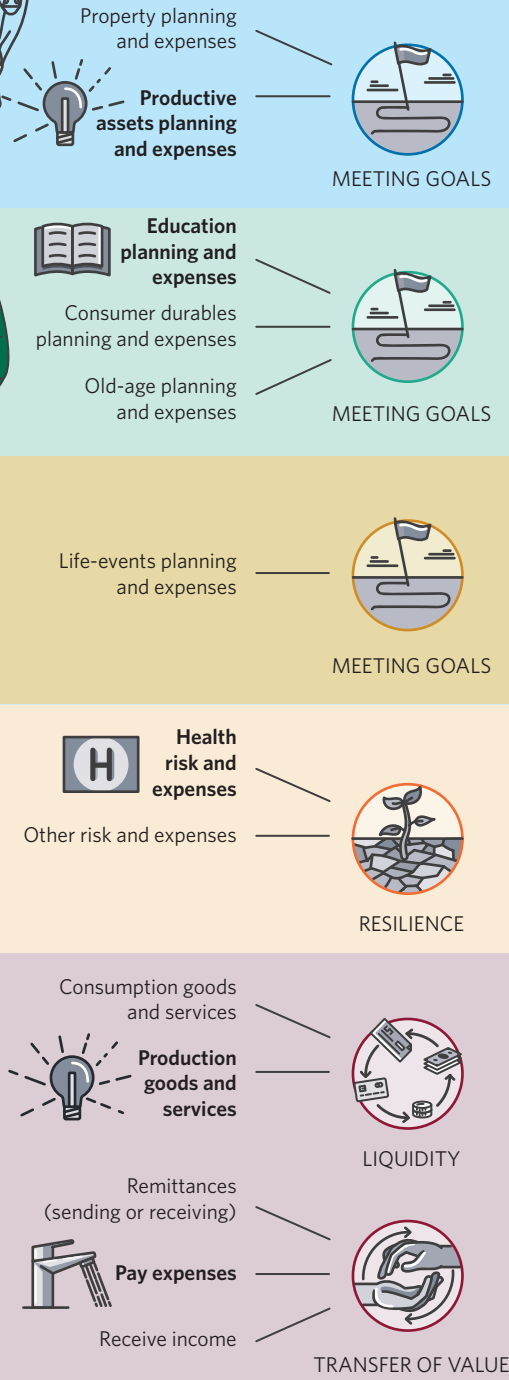 Property planning
and expenses
Productive
assets planning
and expenses
MEETING GOALS
Education
planning and
expenses
Consumer durables
planning and expenses
Old-age planning
and expenses
MEETING GOALS
Life-events planning
and expenses
MEETING GOALS
H
Health
risk and
expenses
Other risk and expenses
RESILIENCE
Consumption goods
and services
Production
goods and
services
LIQUIDITY
Remittances
(sending or receiving)
Pay expenses
Receive income
TRANSFER OF VALUE